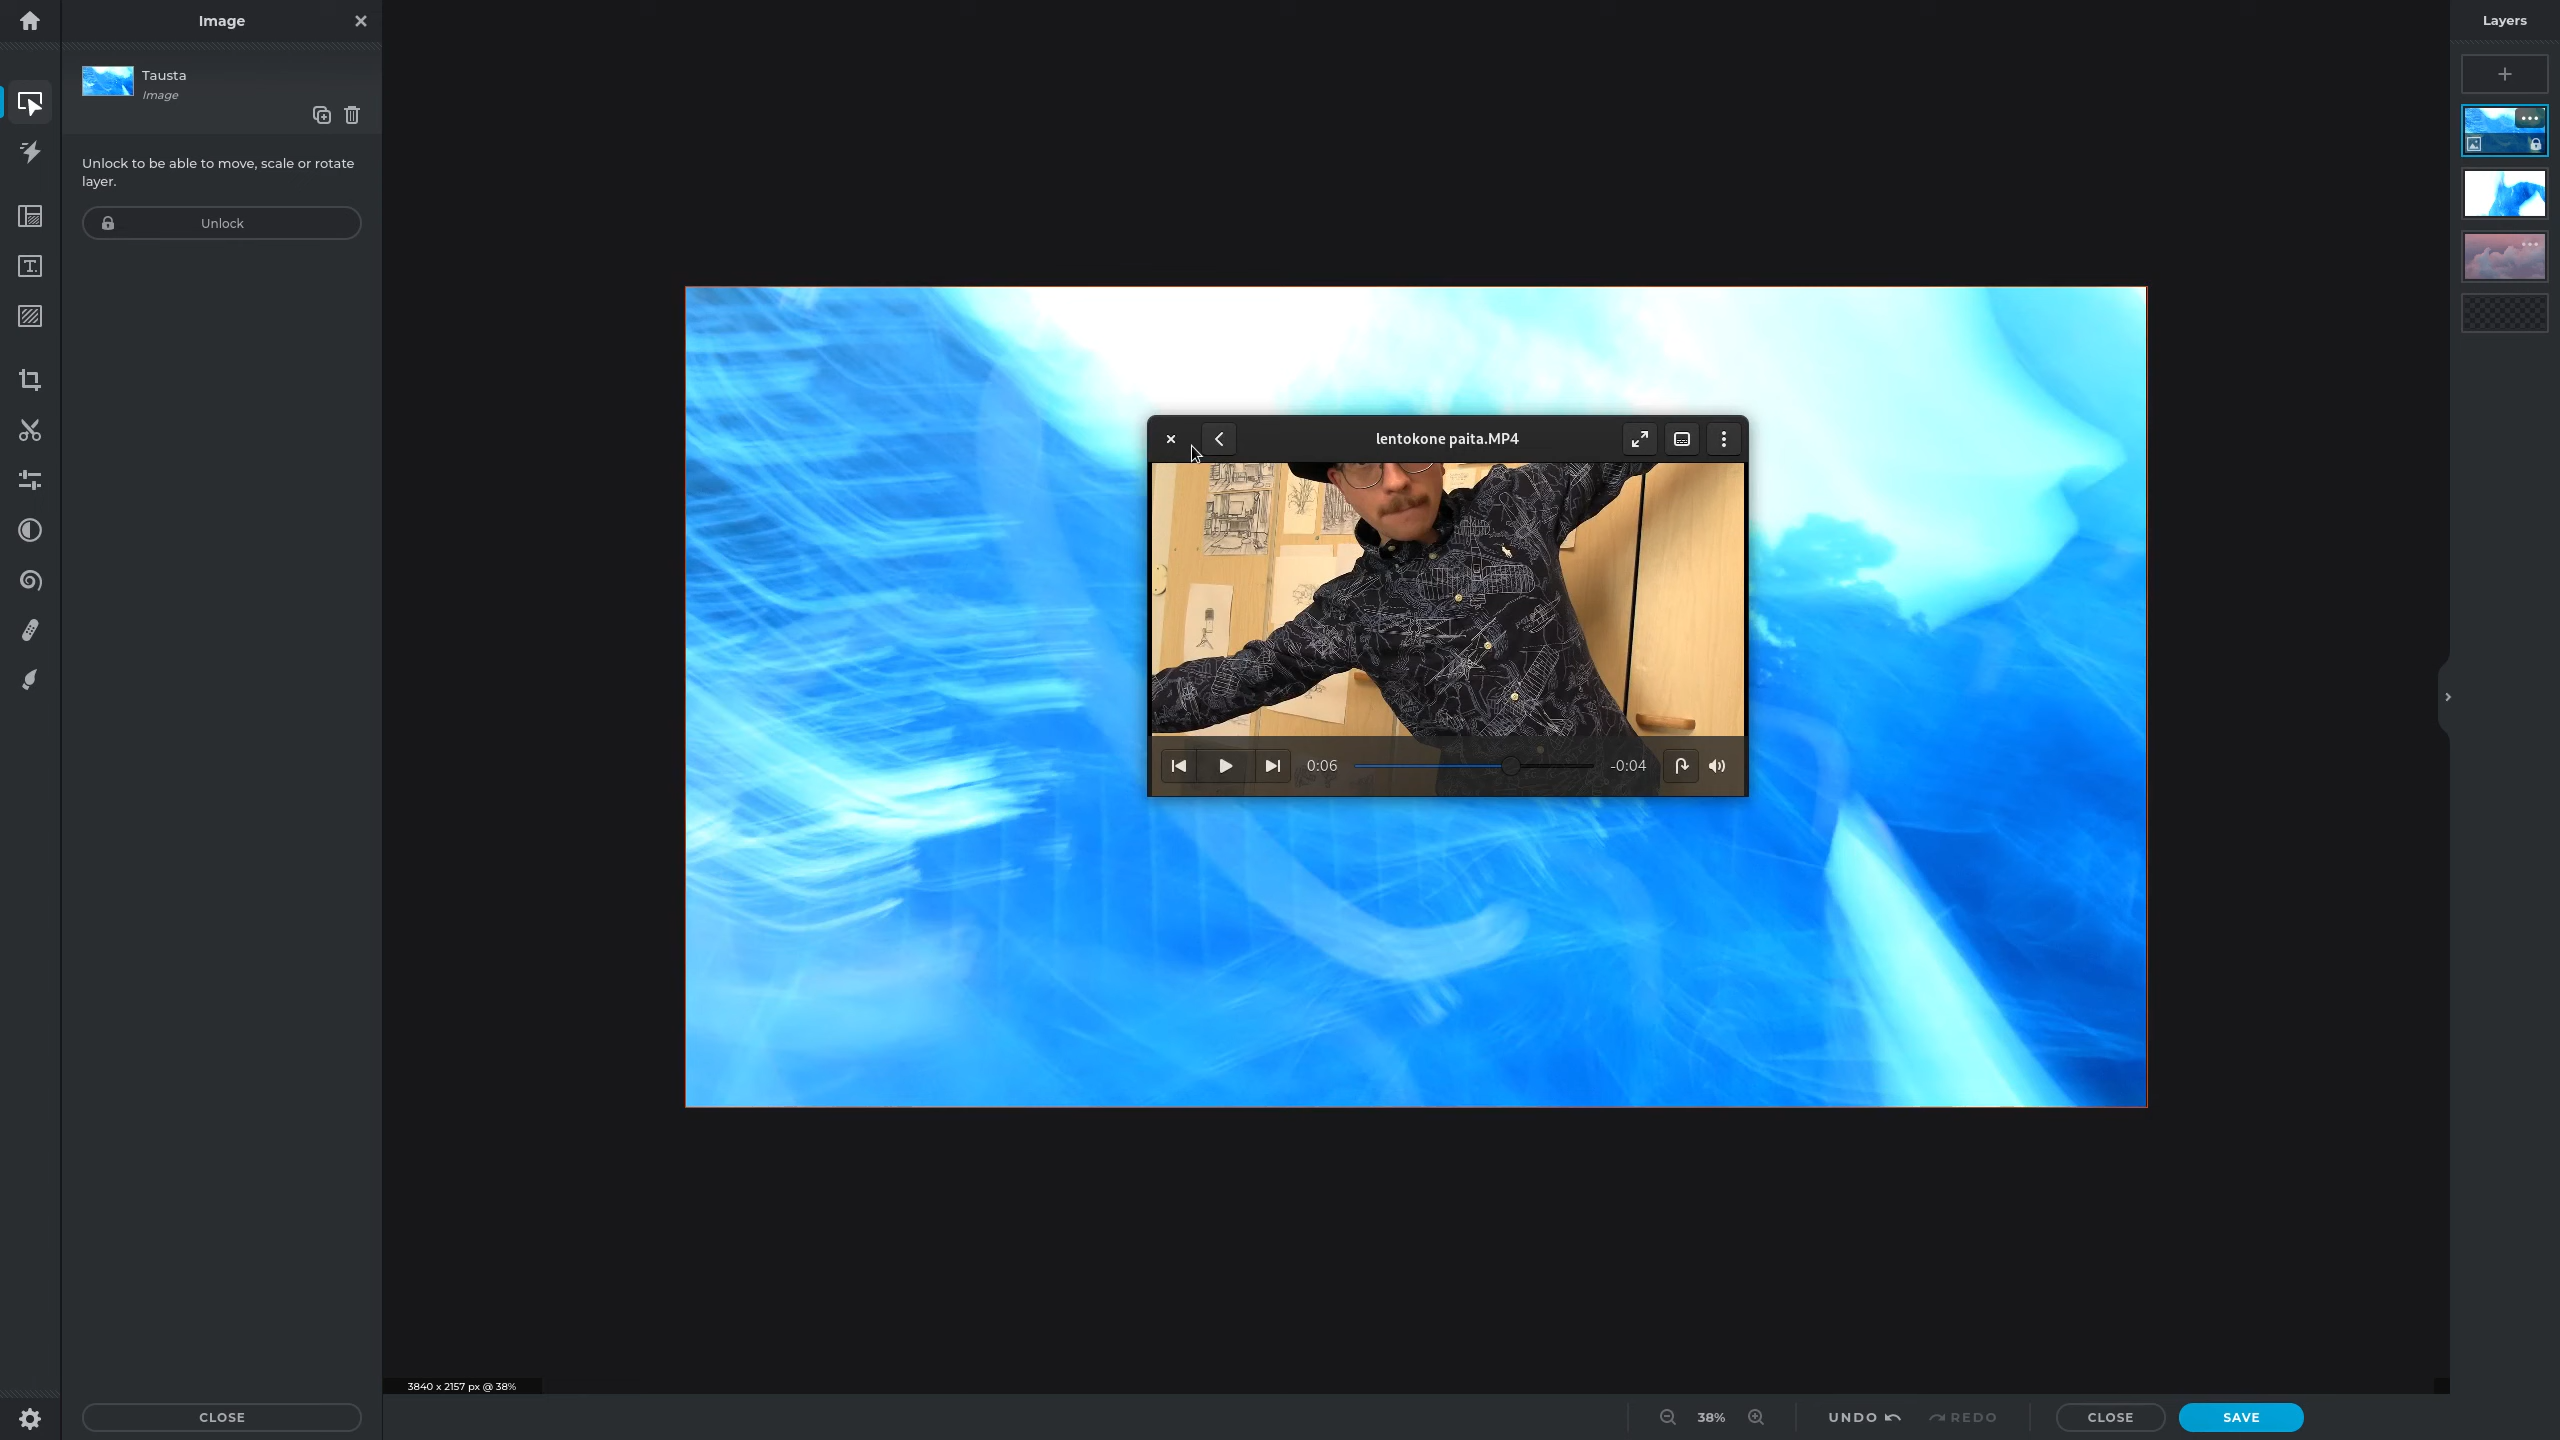 Image
Layers
Tausta
Image
Unlock to be able to move, scale or rotate
layer.
Unlock
lentokone paita.MP4
0:06
-0:04
3840 x 2157 px @ 38%
CLOSE
38%
UNDO
REDO
CLOSE
SAVE